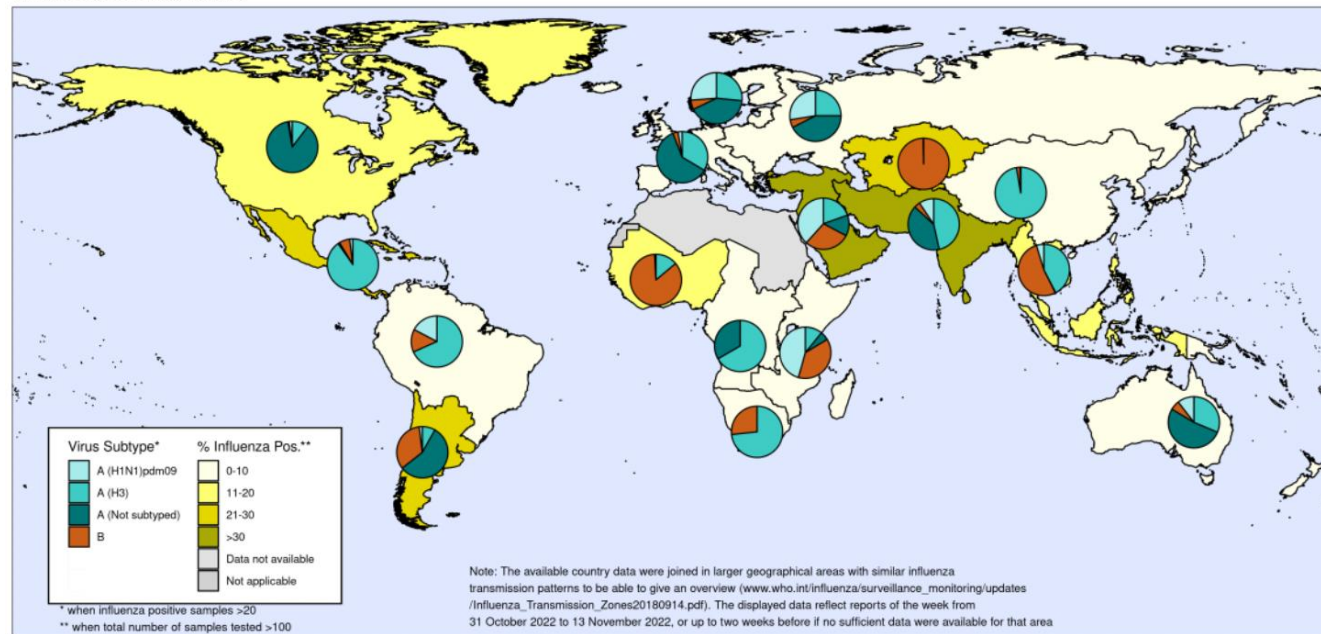 Virus Subtype*
A (H1N1)pdm09
A (H3)
A (Not subtyped)
B
% Influenza Pos.**
0-10
11-20
21-30
>30
Data not available
Not applicable
* when influenza positive samples >20
** when total number of samples tested >100
Note: The available country data were joined in larger geographical areas with similar influenza
transmission patterns to be able to give an overview (www.who.int/influenza/surveillance_monitoring/updates
/Influenza_Transmission_Zones20180914.pdf). The displayed data reflect reports of the week from
31 October 2022 to 13 November 2022, or up to two weeks before if no sufficient data were available for that area